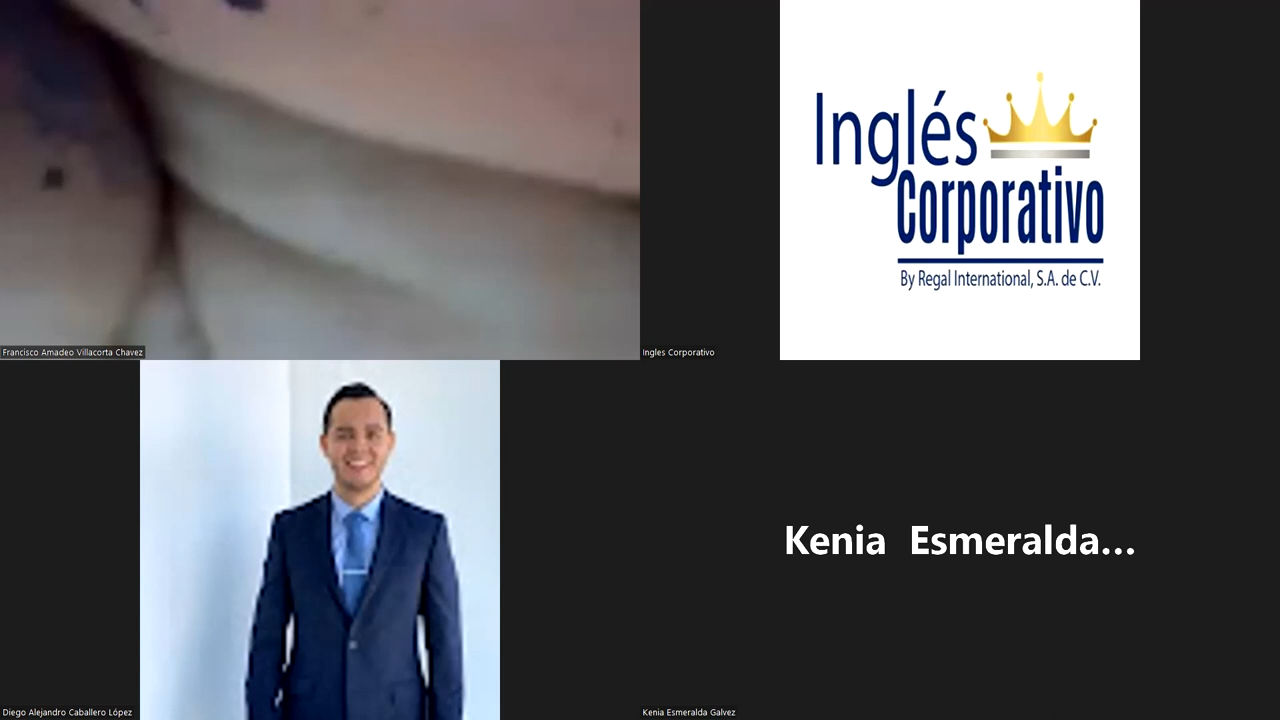 Inglés
Corporativo
By Regal International, S.A. de C.V.
Francisco Amadeo Villacorta Chavez
Ingles Corporativo
Kenia Esmeralda...
Diego Alejandro Caballero López
Kenia Esmeralda Galvez